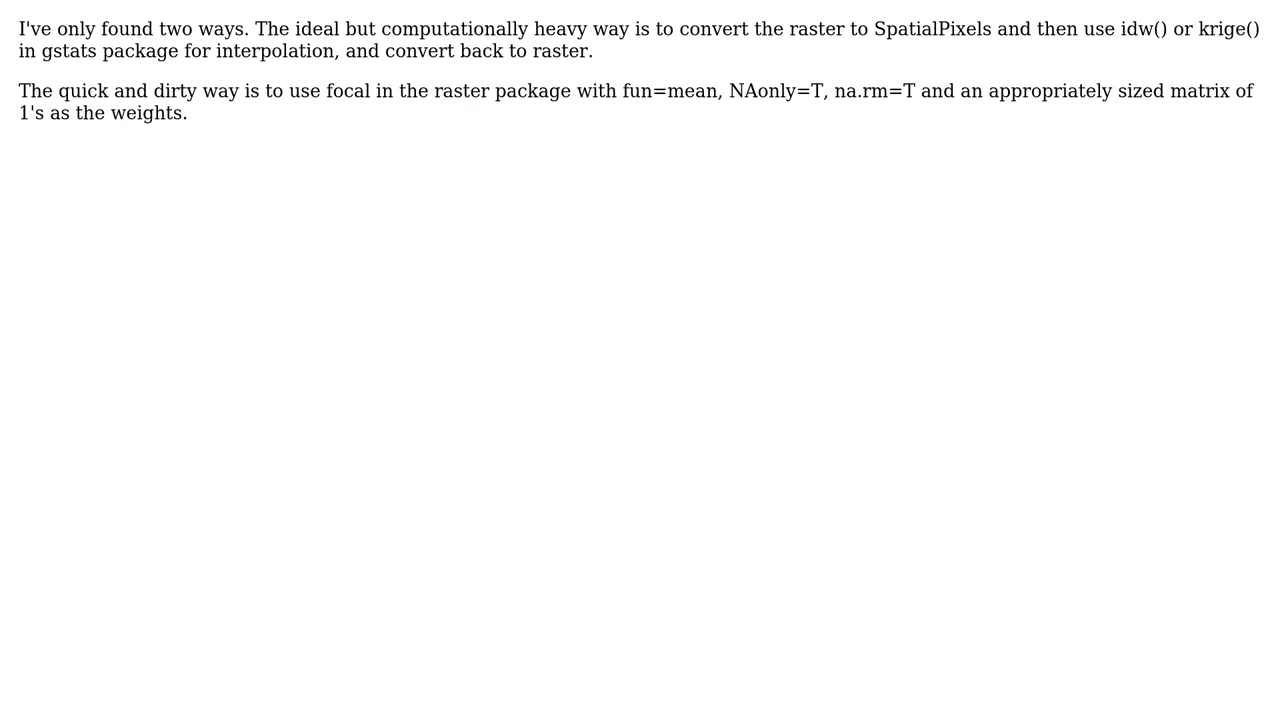 I've only found two ways. The ideal but computationally heavy way is to convert the raster to SpatialPixels and then use idw() or krige()
in gstats package for interpolation, and convert back to raster.
The quick and dirty way is to use focal in the raster package with fun=mean, NAonly=T, na.rm=T and an appropriately sized matrix of
1's as the weights.